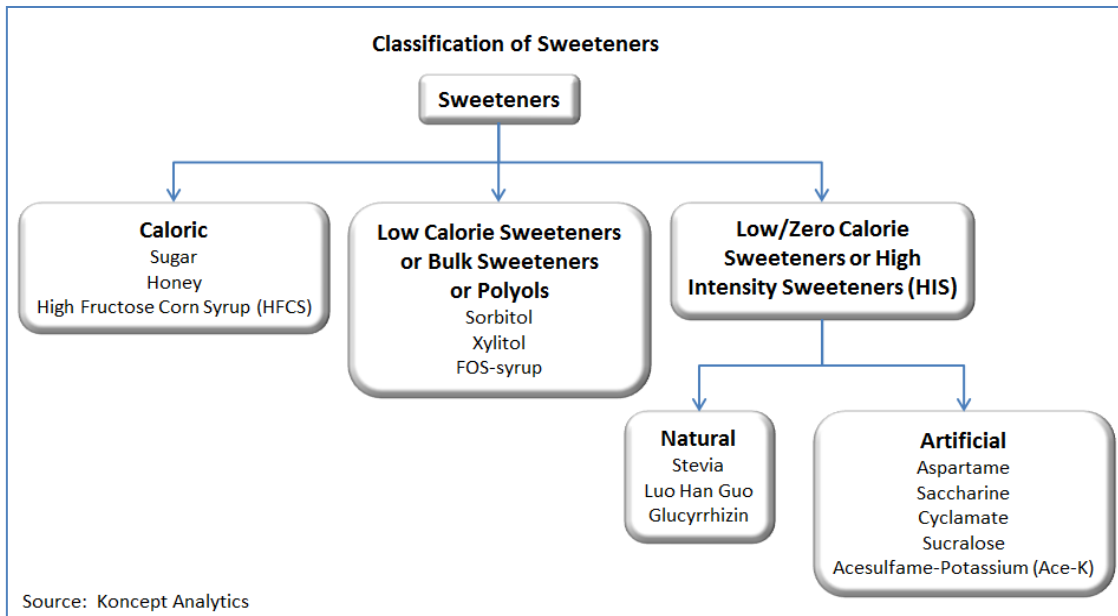 Classification of Sweeteners
Sweeteners
Caloric
Sugar
Honey
High Fructose Corn Syrup (HFCS)
Low Calorie Sweeteners
or Bulk Sweeteners
or Polyols
Sorbitol
Xylitol
FOS-syrup
Low/Zero Calorie
Sweeteners or High
Intensity Sweeteners (HIS)
Natural
Stevia
Luo Han Guo
Glucyrrhizin
Artificial
Aspartame
Saccharine
Cyclamate
Sucralose
Acesulfame-Potassium (Ace-K)
Source:  Koncept Analytics